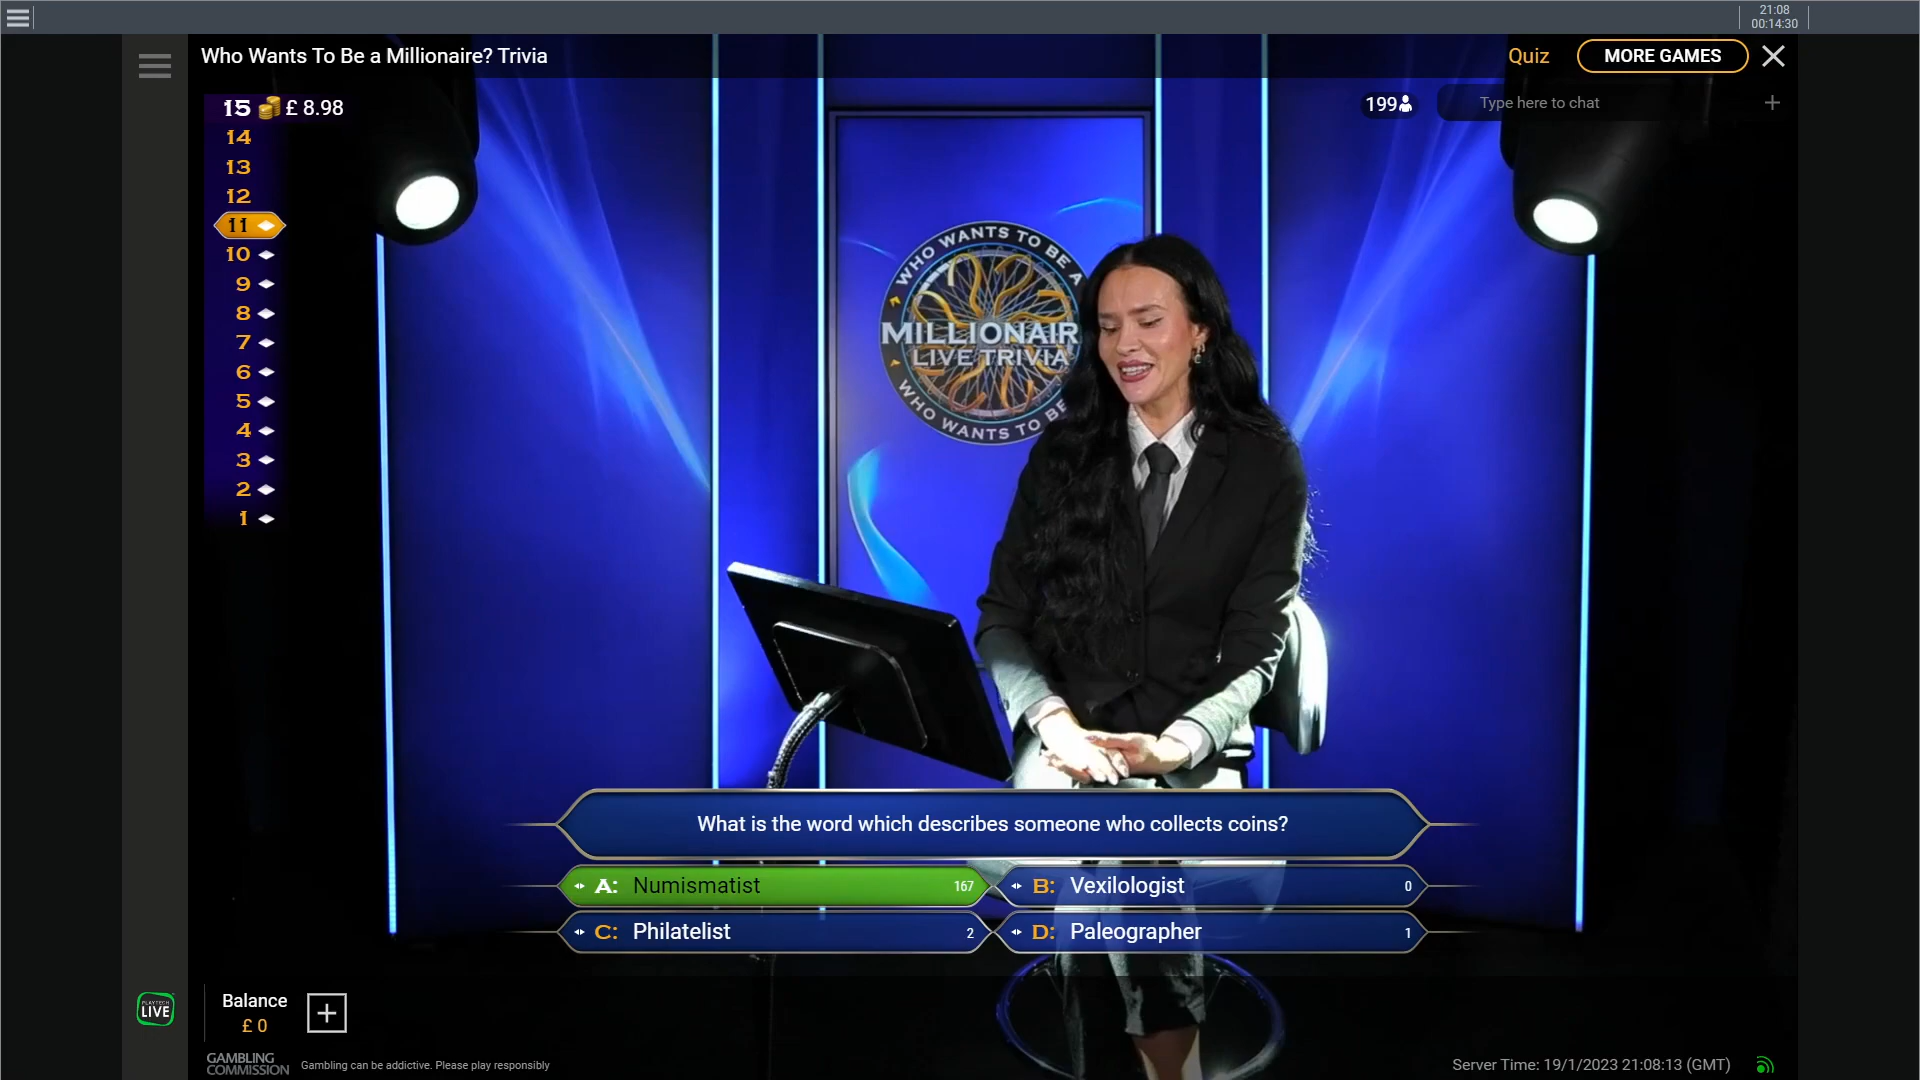 21:08
00:14:30
Who Wants To Be a Millionaire? Trivia
Quiz
MORE GAMES
15 £ 8.98
199
Type here to chat
14
13
12
11
10
9
8
7
6
5
4
3
2
1
WHO WANTS TO BE A
MILLIONAIR
LIVE TRIVIA
WHO WANTS TO BE
What is the word which describes someone who collects coins?
A: Numismatist 167
B: Vexilologist 0
C: Philatelist 2
D: Paleographer 1
PLAYTECH
LIVE
Balance
£ 0
GAMBLING
COMMISSION
Gambling can be addictive. Please play responsibly
Server Time: 19/1/2023 21:08:13 (GMT)